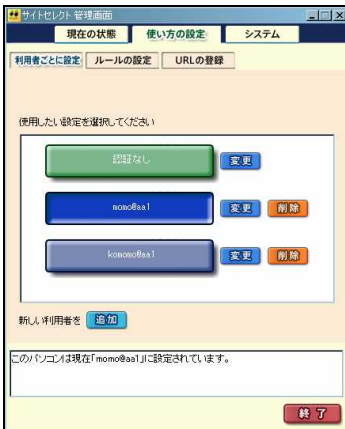 サイトセレクト 管理画面
現在の状態 使い方の設定 システム
利用者ごとに設定 ルールの設定 URLの登録
使用したい設定を選択してください
認証なし 変更
momo@aa1 変更 削除
komomo@aa1 変更 削除
新しい利用者を 追加
このパソコンは現在「momo@aa1」に設定されています。
終了